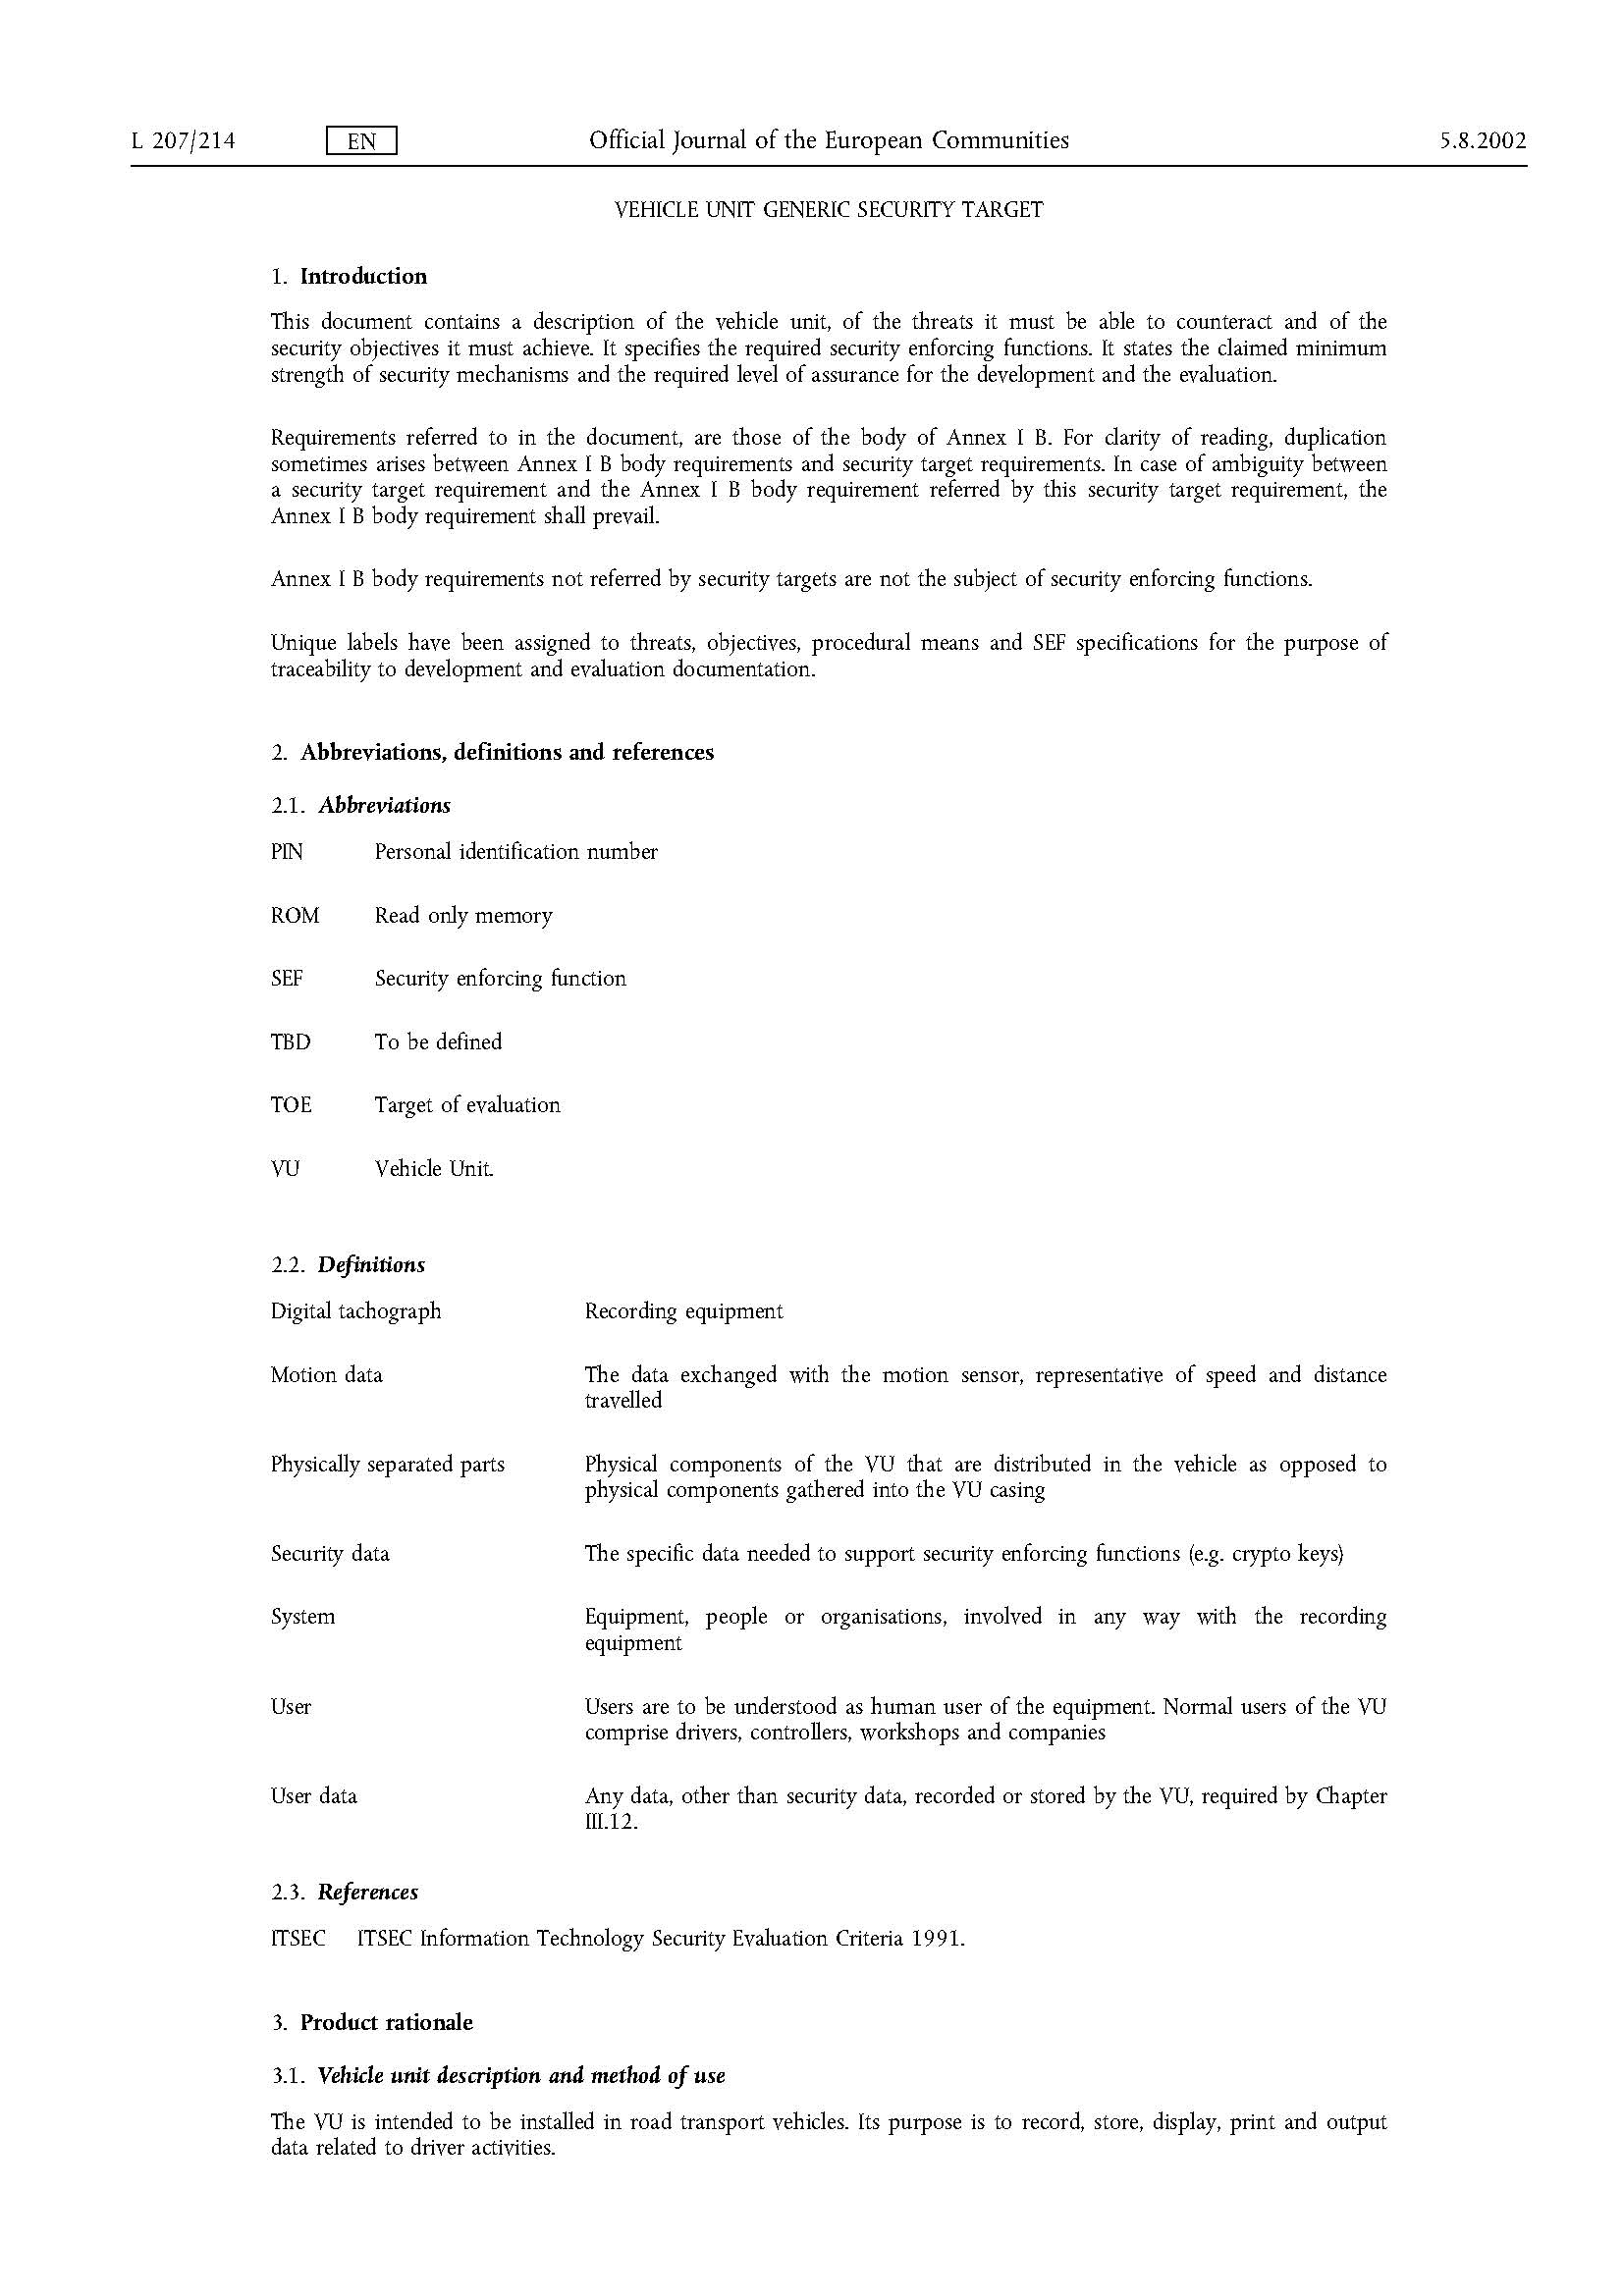 L 207/214 EN Official Journal of the European Communities 5.8.2002
VEHICLE UNIT GENERIC SECURITY TARGET
1. Introduction
This document contains a description of the vehicle unit, of the threats it must be able to counteract and of the
security objectives it must achieve. It specifies the required security enforcing functions. It states the claimed minimum
strength of security mechanisms and the required level of assurance for the development and the evaluation.
Requirements referred to in the document, are those of the body of Annex I B. For clarity of reading, duplication
sometimes arises between Annex I B body requirements and security target requirements. In case of ambiguity between
a security target requirement and the Annex I B body requirement referred by this security target requirement, the
Annex I B body requirement shall prevail.
Annex I B body requirements not referred by security targets are not the subject of security enforcing functions.
Unique labels have been assigned to threats, objectives, procedural means and SEF specifications for the purpose of
traceability to development and evaluation documentation.
2. Abbreviations, definitions and references
2.1. Abbreviations
PIN Personal identification number
ROM Read only memory
SEF Security enforcing function
TBD To be defined
TOE Target of evaluation
VU Vehicle Unit.
2.2. Definitions
Digital tachograph Recording equipment
Motion data The data exchanged with the motion sensor, representative of speed and distance
travelled
Physically separated parts Physical components of the VU that are distributed in the vehicle as opposed to
physical components gathered into the VU casing
Security data The specific data needed to support security enforcing functions (e.g. crypto keys)
System Equipment, people or organisations, involved in any way with the recording
equipment
User Users are to be understood as human user of the equipment. Normal users of the VU
comprise drivers, controllers, workshops and companies
User data Any data, other than security data, recorded or stored by the VU, required by Chapter
III.12.
2.3. References
ITSEC ITSEC Information Technology Security Evaluation Criteria 1991.
3. Product rationale
3.1. Vehicle unit description and method of use
The VU is intended to be installed in road transport vehicles. Its purpose is to record, store, display, print and output
data related to driver activities.